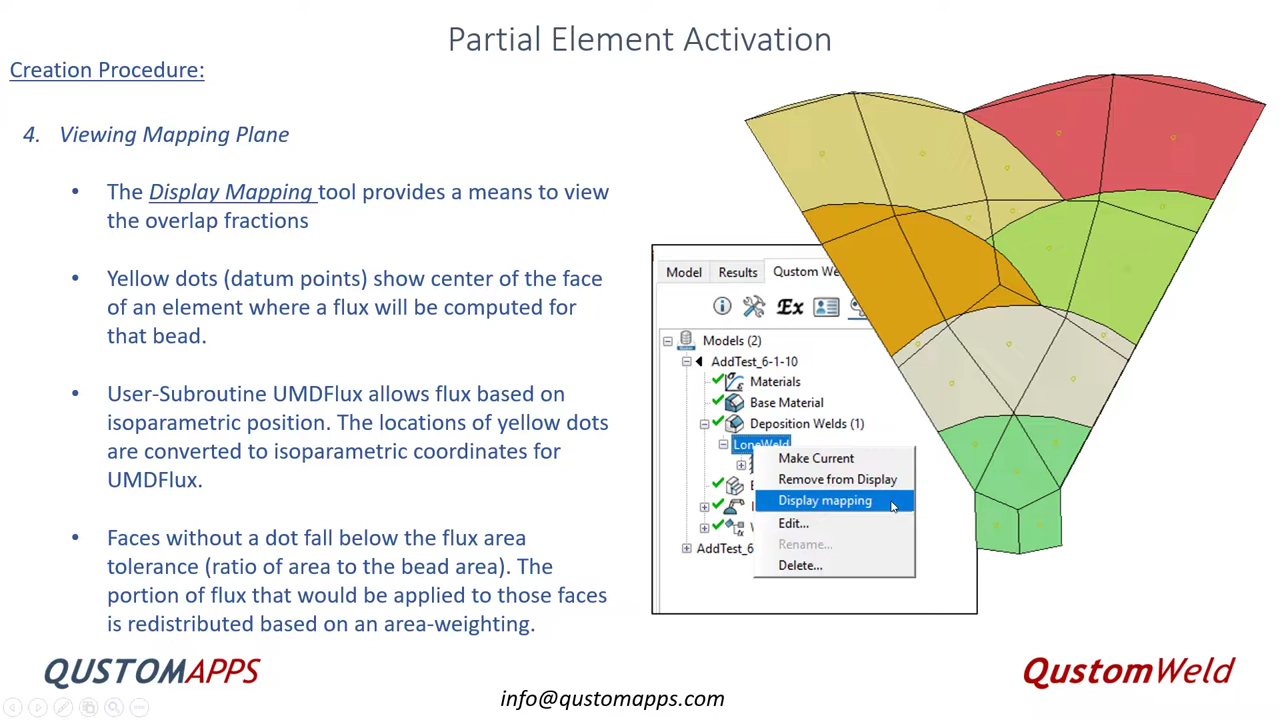 Partial Element Activation
Creation Procedure:
4. Viewing Mapping Plane
• The Display Mapping tool provides a means to view
the overlap fractions
• Yellow dots (datum points) show center of the face
of an element where a flux will be computed for
that bead.
• User-Subroutine UMDFlux allows flux based on
isoparametric position. The locations of yellow dots
are converted to isoparametric coordinates for
UMDFlux.
• Faces without a dot fall below the flux area
tolerance (ratio of area to the bead area). The
portion of flux that would be applied to those faces
is redistributed based on an area-weighting.
Model Results Qustom We
Ex
Models (2)
AddTest_6-1-10
Materials
Base Material
Deposition Welds (1)
LoneWeld
Make Current
Remove from Display
Display mapping
Edit...
Rename...
Delete...
AddTest_6
QUSTOMAPPS
info@qustomapps.com
QustomWeld